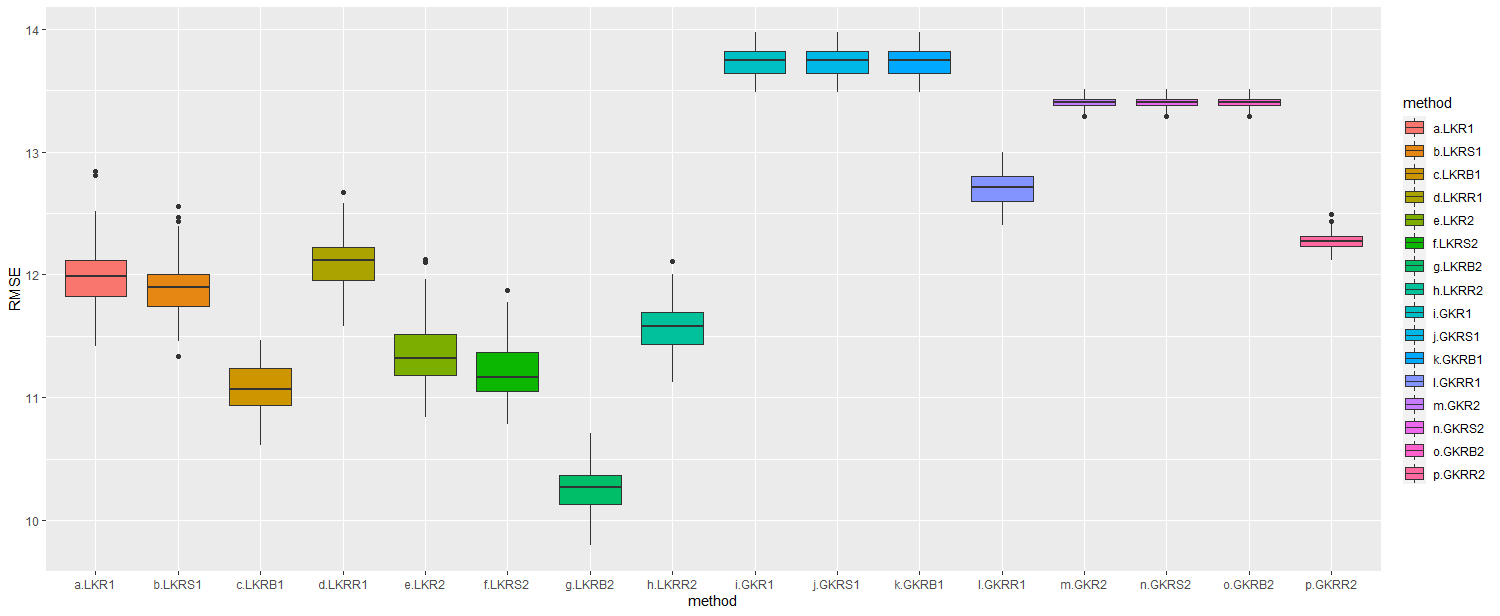 14
13
12
11
10
RMSE
a.LKR1
b.LKRS1
c.LKRB1
d.LKRR1
e.LKR2
f.LKRS2
g.LKRB2
h.LKRR2
i.GKR1
j.GKRS1
k.GKRB1
l.GKRR1
m.GKR2
n.GKRS2
o.GKRB2
p.GKRR2
method
method
a.LKR1
b.LKRS1
c.LKRB1
d.LKRR1
e.LKR2
f.LKRS2
g.LKRB2
h.LKRR2
i.GKR1
j.GKRS1
k.GKRB1
l.GKRR1
m.GKR2
n.GKRS2
o.GKRB2
p.GKRR2